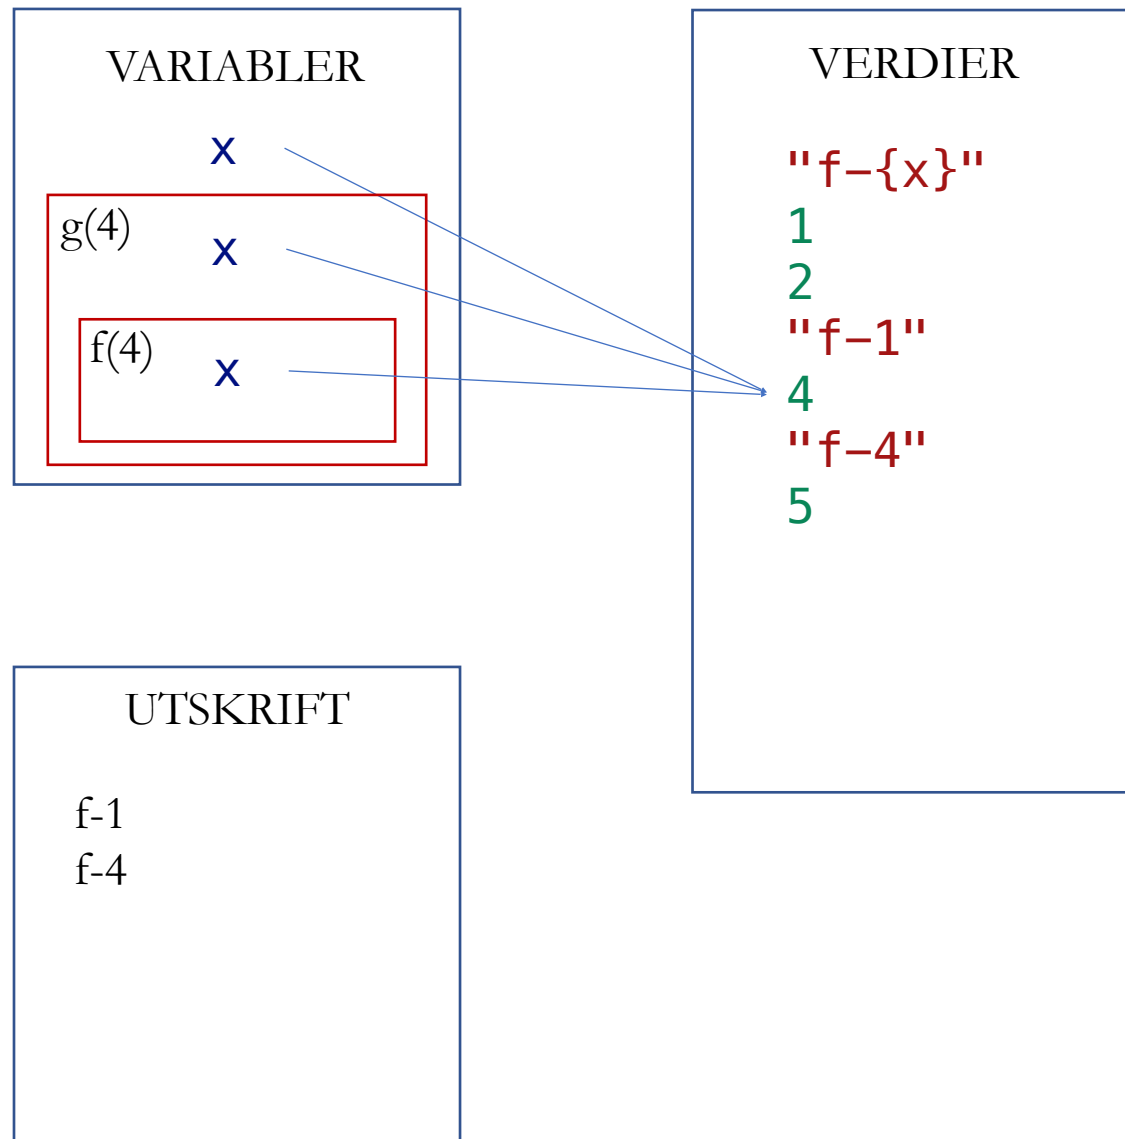 VARIABLER
x
g(4)
x
f(4)
x
VERDIER
"f–{x}"
1
2
"f–1"
4
"f–4"
5
UTSKRIFT
f-1
f-4